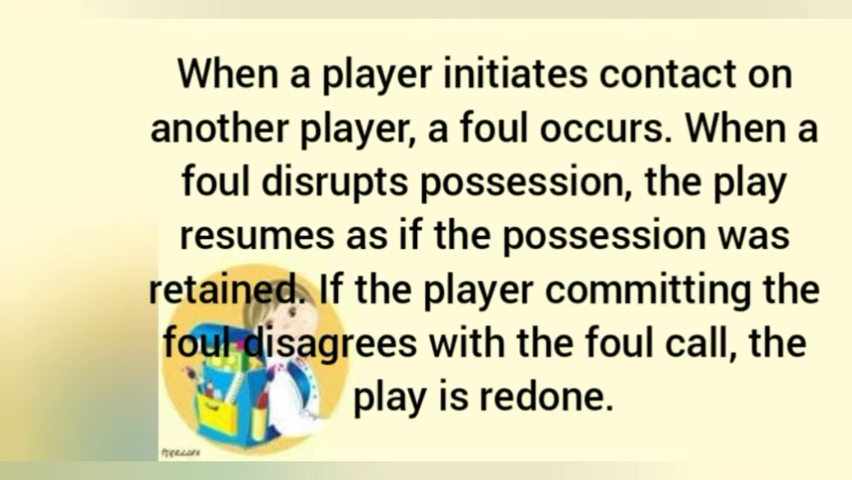 When a player initiates contact on
another player, a foul occurs. When a
foul disrupts possession, the play
resumes as if the possession was
retained. If the player committing the
foul disagrees with the foul call, the
play is redone.